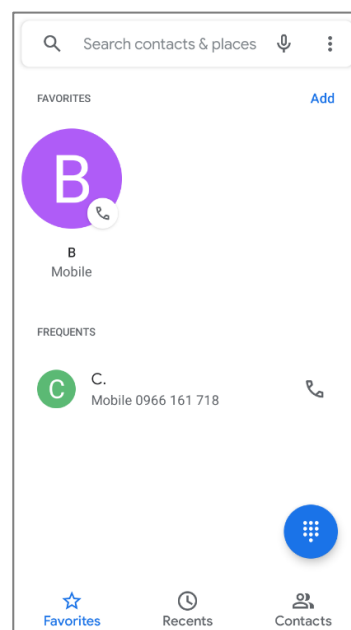 Search contacts & places
FAVORITES Add
B
B
Mobile
FREQUENTS
C C.
Mobile 0966 161 718
Favorites Recents Contacts